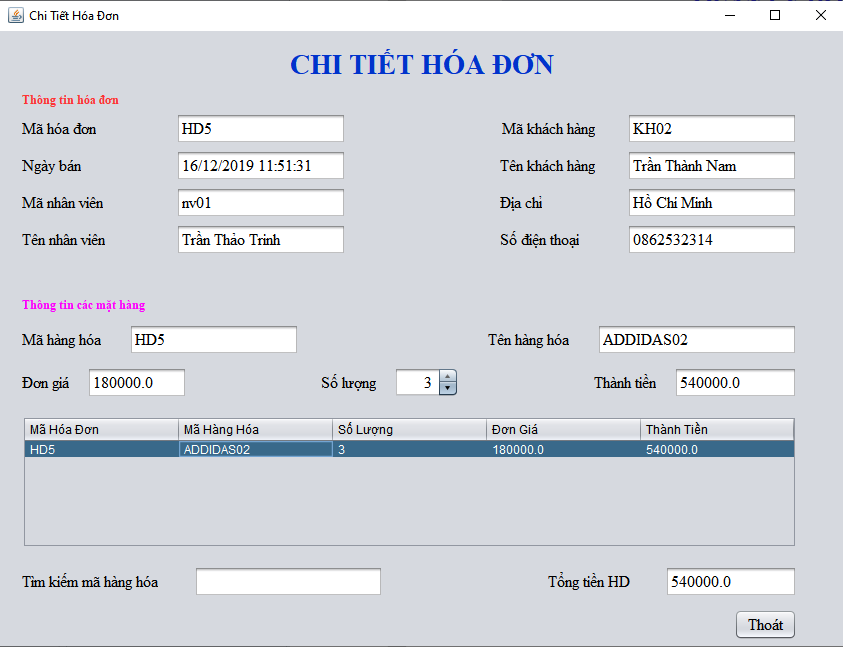 Chi Tiết Hóa Đơn
CHI TIẾT HÓA ĐƠN
Thông tin hóa đơn
Mã hóa đơn HD5 Mã khách hàng KH02
Ngày bán 16/12/2019 11:51:31 Tên khách hàng Trần Thành Nam
Mã nhân viên nv01 Địa chỉ Hồ Chí Minh
Tên nhân viên Trần Thảo Trinh Số điện thoại 0862532314
Thông tin các mặt hàng
Mã hàng hóa HD5 Tên hàng hóa ADDIDAS02
Đơn giá 180000.0 Số lượng 3 Thành tiền 540000.0
Mã Hóa Đơn Mã Hàng Hóa Số Lượng Đơn Giá Thành Tiền
HD5 ADDIDAS02 3 180000.0 540000.0
Tìm kiếm mã hàng hóa Tổng tiền HD 540000.0
Thoát